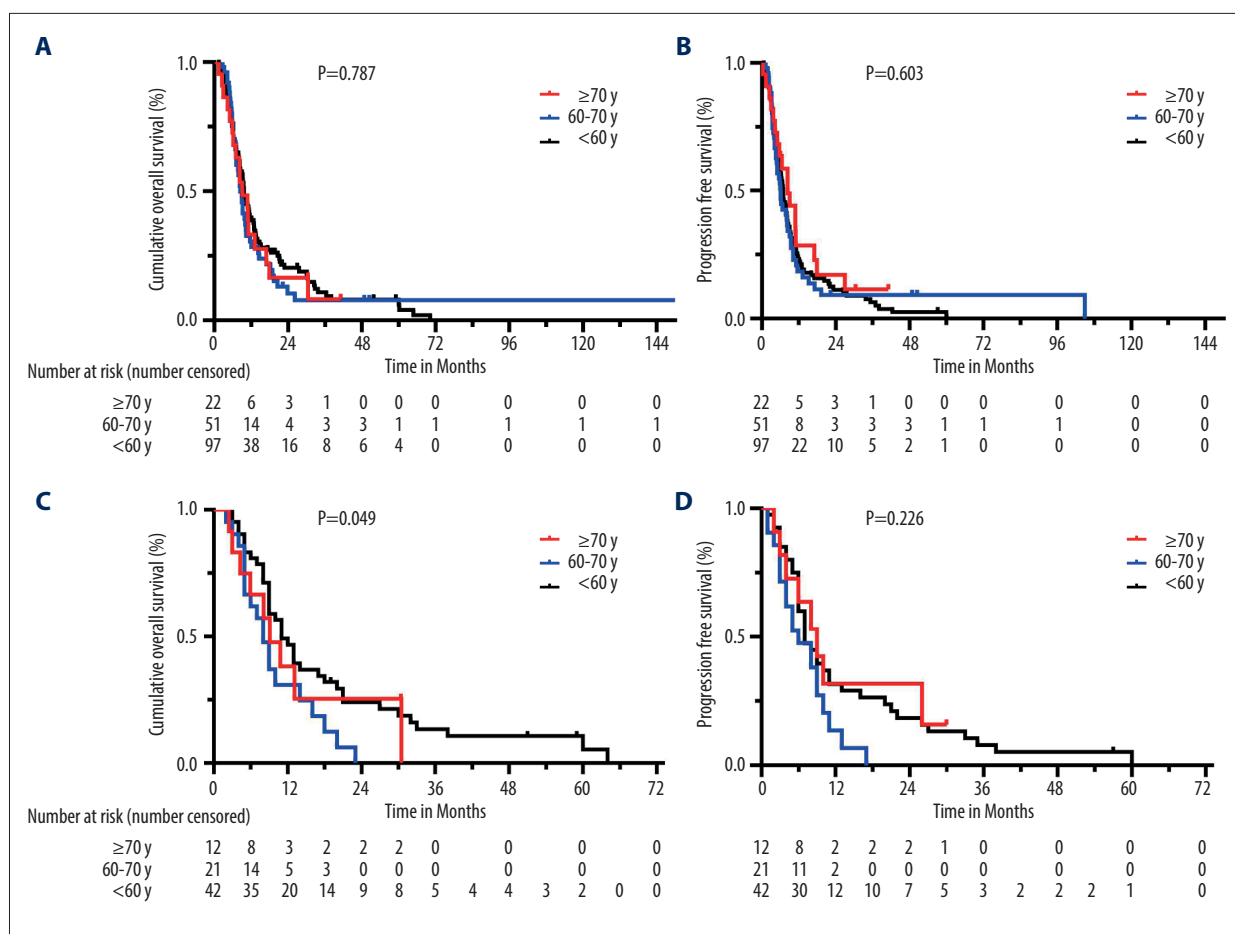 A
P=0.787
≥70 y
60-70 y
<60 y
Cumulative overall survival (%)
1.0
0.5
0.0
0 24 48 72 96 120 144
Time in Months
Number at risk (number censored)
≥70 y 22 6 3 1 0 0 0 0 0 0
60-70 y 51 14 4 3 3 1 1 1 1 1
<60 y 97 38 16 8 6 4
B
P=0.603
≥70 y
60-70 y
<60 y
Progression free survival (%)
1.0
0.5
0.0
0 24 48 72 96 120 144
Time in Months
22 5 3 1 0 0 0 0 0 0
51 8 3 3 3 1 1 1 0 0
97 22 10 5 2 1 0 0 0 0
C
P=0.049
≥70 y
60-70 y
<60 y
Cumulative overall survival (%)
1.0
0.5
0.0
0 12 24 36 48 60 72
Time in Months
Number at risk (number censored)
≥70 y 12 8 3 2 2 2 0 0 0 0 0
60-70 y 21 14 5 3 0 0 0 0 0 0 0
<60 y 42 35 20 14 9 8 5 4 4 3 2 0 0
D
P=0.226
≥70 y
60-70 y
<60 y
Progression free survival (%)
1.0
0.5
0.0
0 12 24 36 48 60 72
Time in Months
12 8 2 2 2 1 0 0 0 0
21 11 2 0 0 0 0 0 0 0
42 30 12 10 7 5 3 2 2 2 1 0